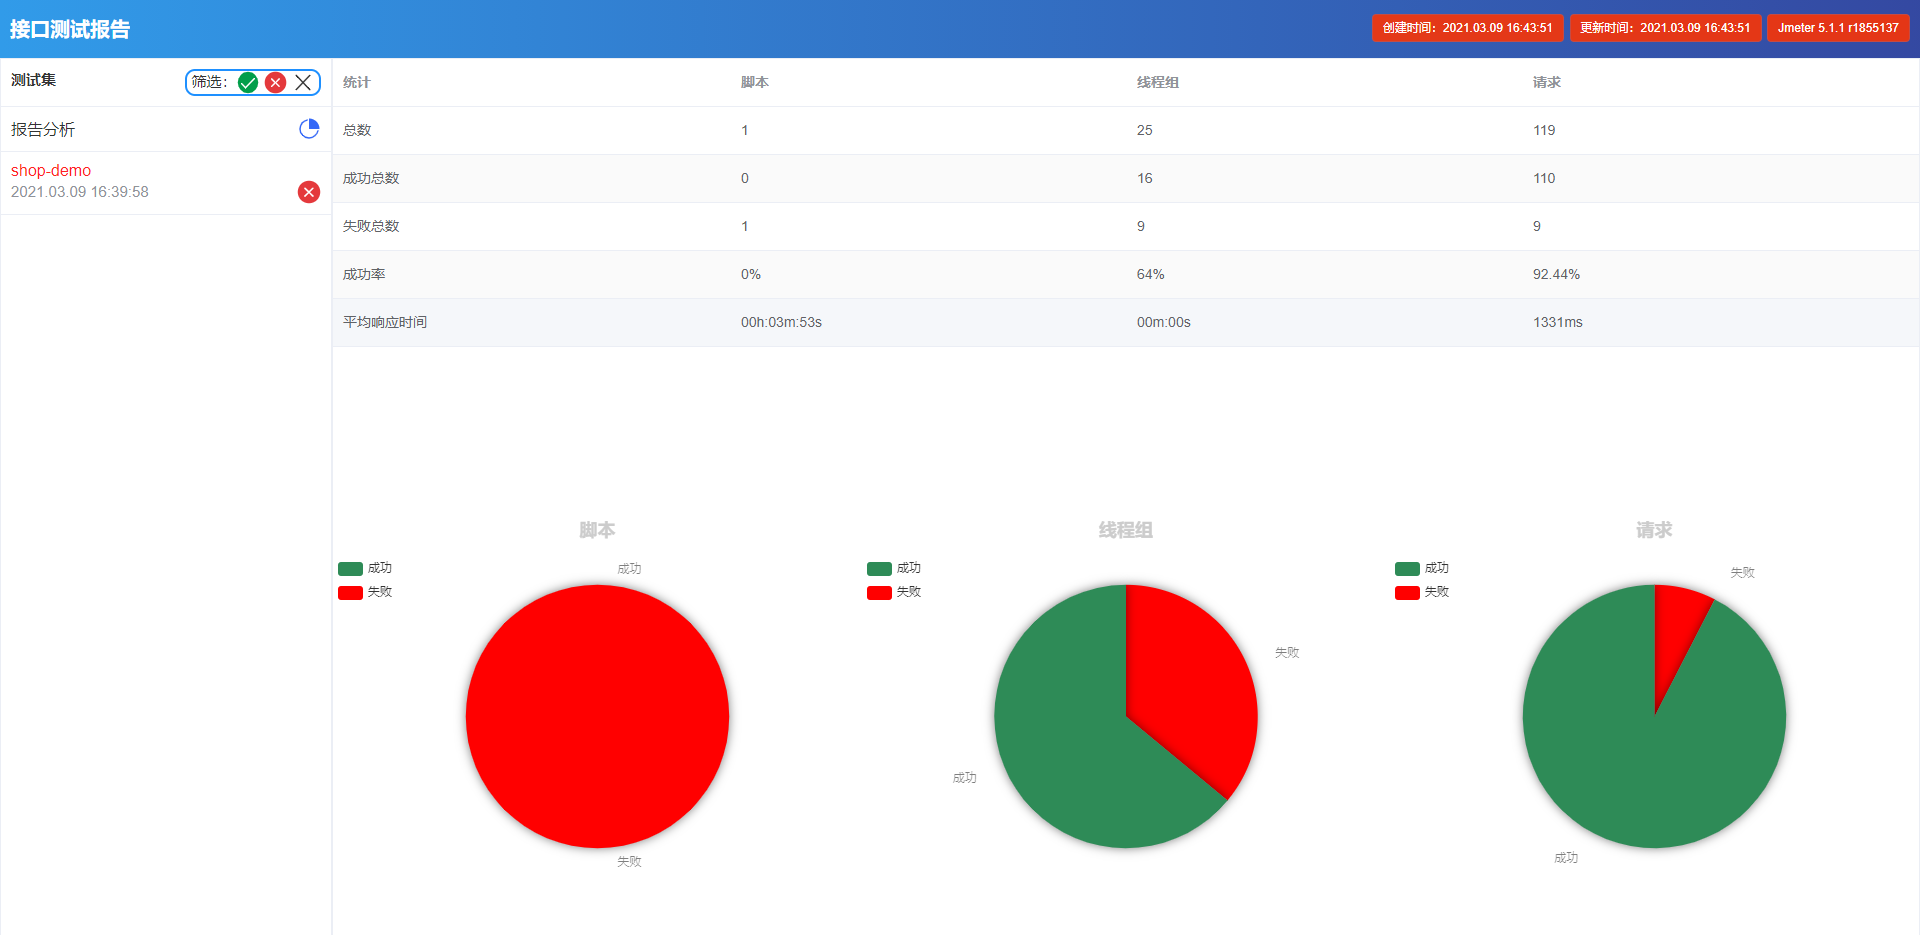 接口测试报告
创建时间：2021.03.09 16:43:51
更新时间：2021.03.09 16:43:51
Jmeter 5.1.1 r1855137
测试集
筛选：
报告分析
shop-demo
2021.03.09 16:39:58
统计 脚本 线程组 请求
总数 1 25 119
成功总数 0 16 110
失败总数 1 9 9
成功率 0% 64% 92.44%
平均响应时间 00h:03m:53s 00m:00s 1331ms
脚本
成功
失败
成功
失败
线程组
成功
失败
失败
成功
请求
成功
失败
失败
成功